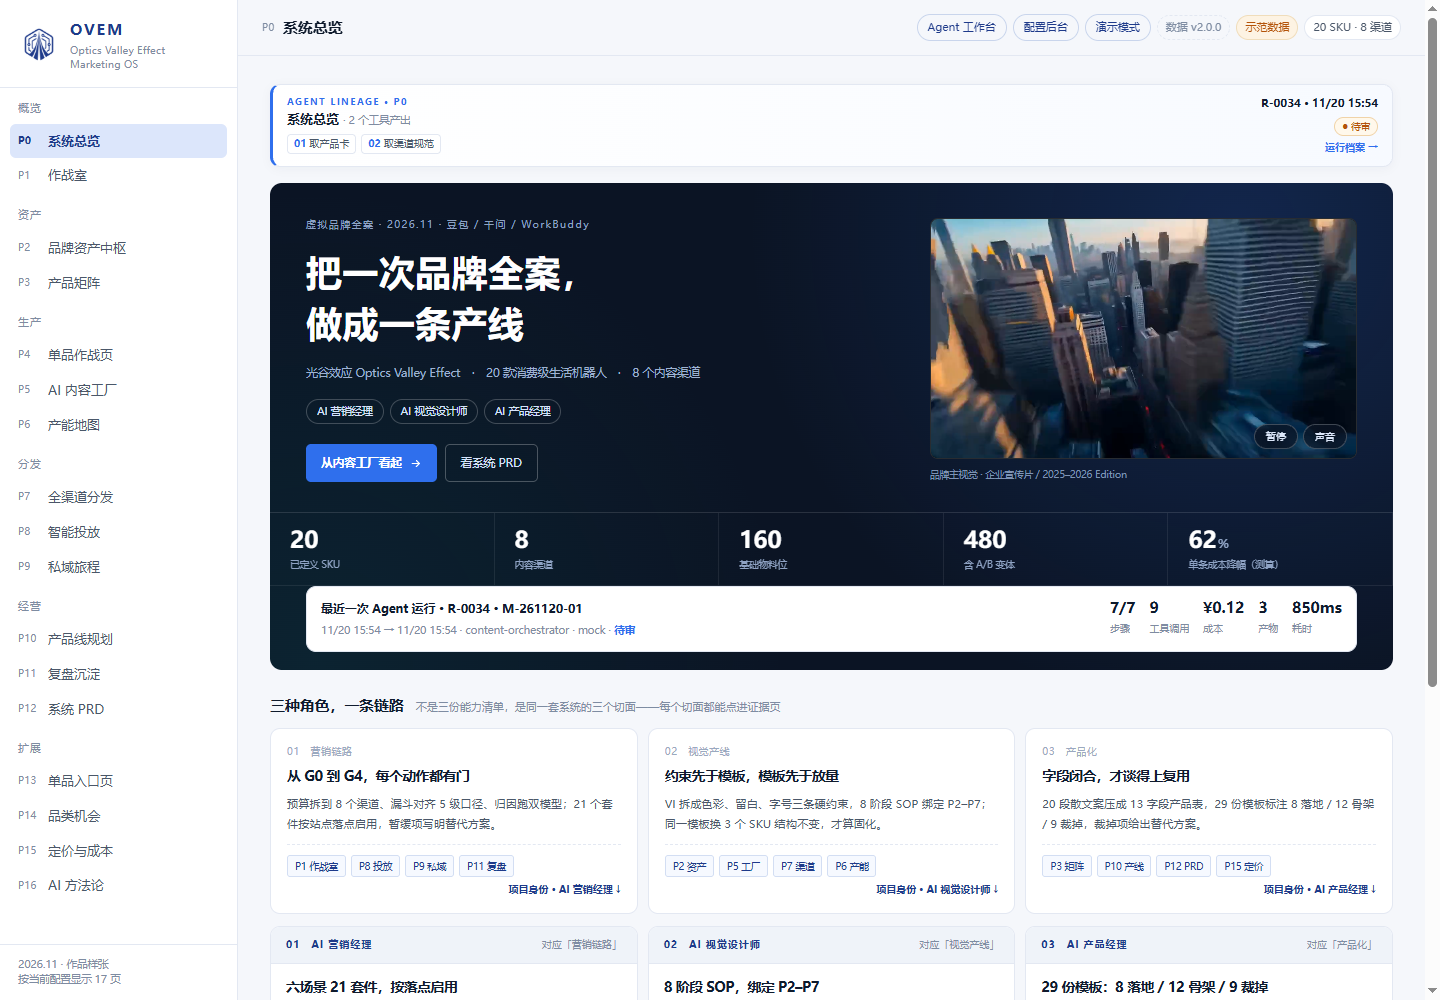 OVEM
Optics Valley Effect
Marketing OS
概览
P0 系统总览
P1 作战室
资产
P2 品牌资产中枢
P3 产品矩阵
生产
P4 单品作战页
P5 AI 内容工厂
P6 产能地图
分发
P7 全渠道分发
P8 智能投放
P9 私域旅程
经营
P10 产品线规划
P11 复盘沉淀
P12 系统 PRD
扩展
P13 单品入口页
P14 品类机会
P15 定价与成本
P16 AI 方法论
2026.11 · 作品样张
按当前配置显示 17 页
P0 系统总览
Agent 工作台
配置后台
演示模式
数据 v2.0.0
示范数据
20 SKU · 8 渠道
AGENT LINEAGE • P0
系统总览 · 2 个工具产出
01 取产品卡 02 取渠道规范
R-0034 • 11/20 15:54
• 待审
运行档案 →
虚拟品牌全案 · 2026.11 · 豆包 / 千问 / WorkBuddy
把一次品牌全案，
做成一条产线
光谷效应 Optics Valley Effect · 20 款消费级生活机器人 · 8 个内容渠道
AI 营销经理 AI 视觉设计师 AI 产品经理
从内容工厂看起 → 看系统 PRD
暂停 声音
品牌主视觉 · 企业宣传片 / 2025–2026 Edition
20
已定义 SKU
8
内容渠道
160
基础物料位
480
含 A/B 变体
62%
单条成本降幅（测算）
最近一次 Agent 运行 • R-0034 • M-261120-01
11/20 15:54 → 11/20 15:54 · content-orchestrator · mock · 待审
7/7 9 ¥0.12 3 850ms
步骤 工具调用 成本 产物 耗时
三种角色，一条链路 不是三份能力清单，是同一套系统的三个切面——每个切面都能点进证据页
01 营销链路
从 G0 到 G4，每个动作都有门
预算拆到 8 个渠道、漏斗对齐 5 级口径、归因跑双模型；21 个套
件按站点落点启用，暂缓项写明替代方案。
P1 作战室 P8 投放 P9 私域 P11 复盘
项目身份 • AI 营销经理 ↓
02 视觉产线
约束先于模板，模板先于放量
VI 拆成色彩、留白、字号三条硬约束，8 阶段 SOP 绑定 P2–P7；
同一模板换 3 个 SKU 结构不变，才算固化。
P2 资产 P5 工厂 P7 渠道 P6 产能
项目身份 • AI 视觉设计师 ↓
03 产品化
字段闭合，才谈得上复用
20 段散文案压成 13 字段产品表，29 份模板标注 8 落地 / 12 骨架
/ 9 裁掉，裁掉项给出替代方案。
P3 矩阵 P10 产线 P12 PRD P15 定价
项目身份 • AI 产品经理 ↓
01 AI 营销经理 对应「营销链路」
六场景 21 套件，按落点启用
02 AI 视觉设计师 对应「视觉产线」
8 阶段 SOP，绑定 P2–P7
03 AI 产品经理 对应「产品化」
29 份模板：8 落地 / 12 骨架 / 9 裁掉